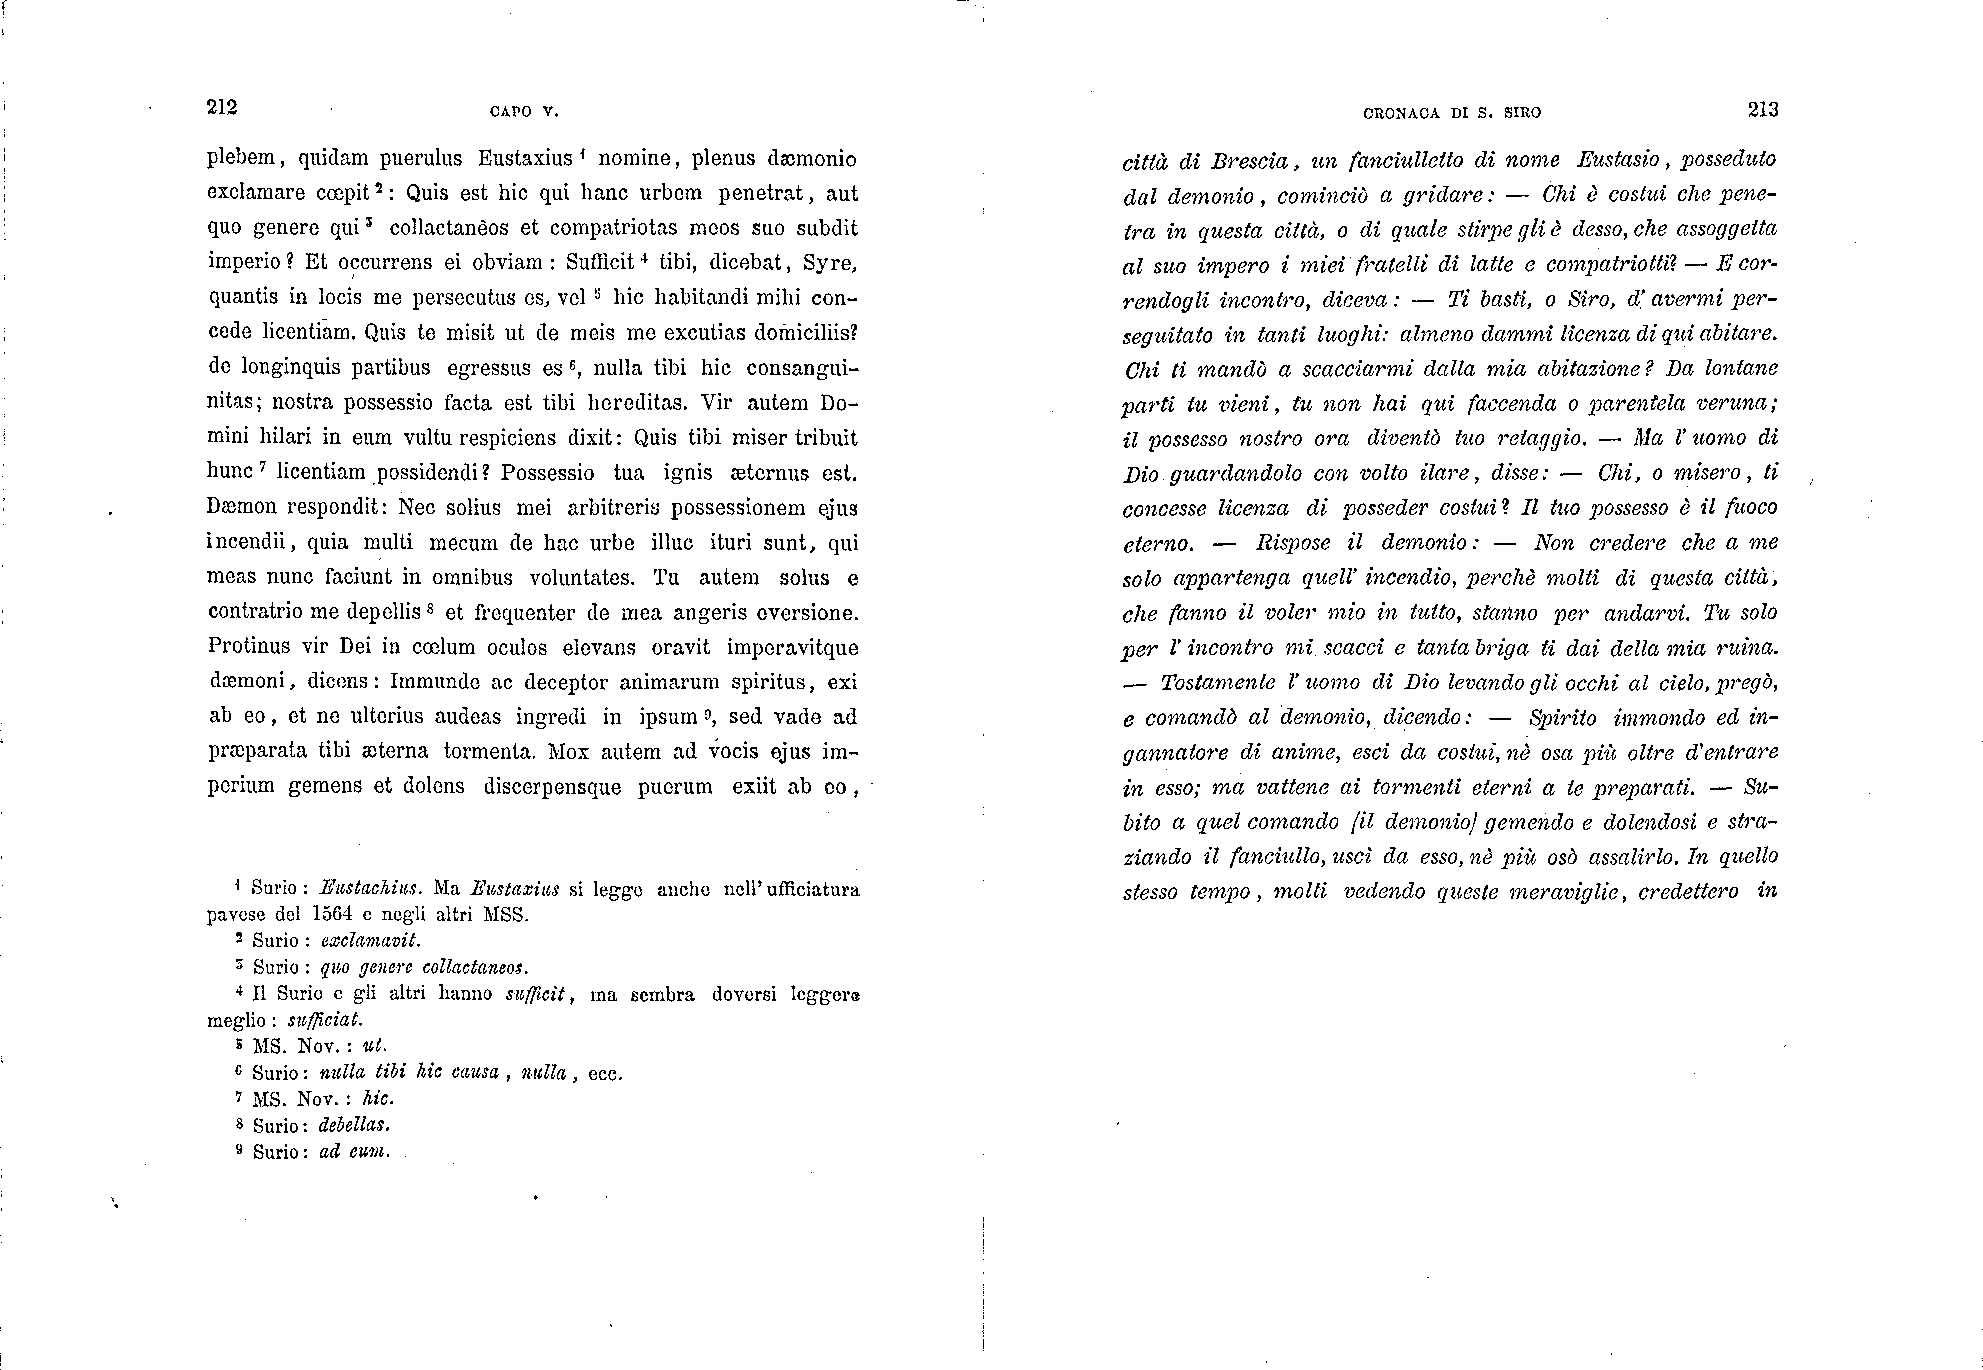 212
CAPO V.
plebem, quidam puerulus Eustaxius 1 nomine, plenus dæmonio
exclamare cœpit 2: Quis est hic qui hanc urbem penetrat, aut
quo genere qui 3 collactanèos et compatriotas meos suo subdit
imperio? Et occurrens ei obviam: Sufficit 4 tibi, dicebat, Syre,
quantis in locis me persecutus es, vel 5 hic habitandi mihi con-
cede licentiam. Quis te misit ut de meis me excutias domiciliis?
de longinquis partibus egressus es 6, nulla tibi hic consangui-
nitas; nostra possessio facta est tibi hereditas. Vir autem Do-
mini hilari in eum vultu respiciens dixit: Quis tibi miser tribuit
hunc 7 licentiam possidendi? Possessio tua ignis æternus est.
Dæmon respondit: Nec solius mei arbitreris possessionem ejus
incendii, quia multi mecum de hac urbe illuc ituri sunt, qui
meas nunc faciunt in omnibus voluntates. Tu autem solus e
contratrio me depellis 8 et frequenter de mea angeris eversione.
Protinus vir Dei in cœlum oculos elevans oravit imperavitque
dæmoni, dicens: Immunde ac deceptor animarum spiritus, exi
ab eo, et ne ulterius audeas ingredi in ipsum 9, sed vade ad
præparata tibi æterna tormenta. Mox autem ad vocis ejus im-
perium gemens et dolens discerpensque puerum exiit ab eo,
1 Surio: Eustachius. Ma Eustaxius si legge anche nell' ufficiatura
pavese del 1564 e negli altri MSS.
2 Surio: exclamavit.
3 Surio: quo genere collactaneos.
4 Il Surio e gli altri hanno sufficit, ma sembra doversi leggere
meglio: sufficiat.
5 MS. Nov.: ut.
6 Surio: nulla tibi hic causa, nulla, ecc.
7 MS. Nov.: hic.
8 Surio: debellas.
9 Surio: ad eum.
CRONACA DI S. SIRO
213
città di Brescia, un fanciulletto di nome Eustasio, posseduto
dal demonio, cominciò a gridare: — Chi è costui che pene-
tra in questa città, o di quale stirpe gli è desso, che assoggetta
al suo impero i miei fratelli di latte e compatriotti? — E cor-
rendogli incontro, diceva: — Ti basti, o Siro, d' avermi per-
seguitato in tanti luoghi: almeno dammi licenza di qui abitare.
Chi ti mandò a scacciarmi dalla mia abitazione? Da lontane
parti tu vieni, tu non hai qui faccenda o parentela veruna;
il possesso nostro ora diventò tuo retaggio. — Ma l' uomo di
Dio guardandolo con volto ilare, disse: — Chi, o misero, ti
concesse licenza di posseder costui? Il tuo possesso è il fuoco
eterno. — Rispose il demonio: — Non credere che a me
solo appartenga quell' incendio, perchè molti di questa città,
che fanno il voler mio in tutto, stanno per andarvi. Tu solo
per l' incontro mi scacci e tanta briga ti dai della mia ruina.
— Tostamente l' uomo di Dio levando gli occhi al cielo, pregò,
e comandò al demonio, dicendo: — Spirito immondo ed in-
gannatore di anime, esci da costui, nè osa più oltre d'entrare
in esso; ma vattene ai tormenti eterni a te preparati. — Su-
bito a quel comando (il demonio) gemendo e dolendosi e stra-
ziando il fanciullo, uscì da esso, nè più osò assalirlo. In quello
stesso tempo, molti vedendo queste meraviglie, credettero in